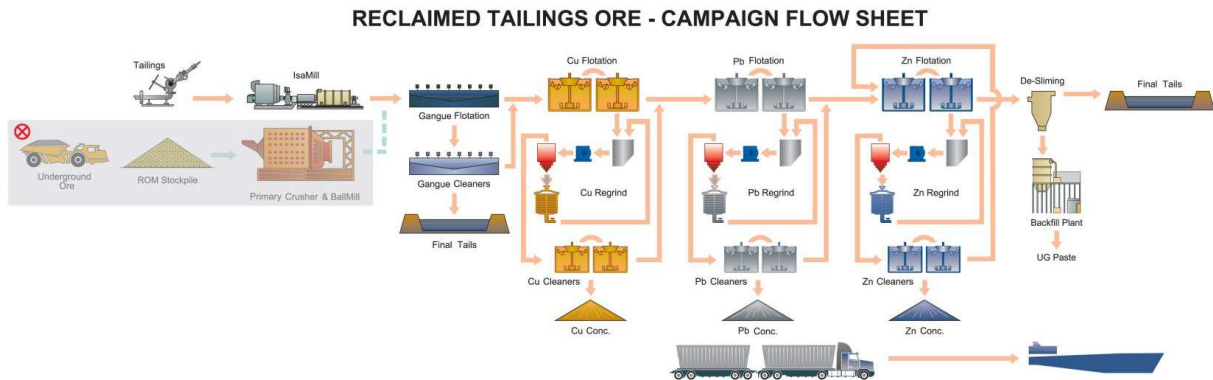 RECLAIMED TAILINGS ORE - CAMPAIGN FLOW SHEET
Tailings
IsaMill
Gangue Flotation
Cu Flotation
Pb Flotation
Zn Flotation
De-Sliming
Final Tails
Underground
Ore
ROM Stockpile
Primary Crusher & BallMill
Gangue Cleaners
Final Tails
Cu Regrind
Pb Regrind
Zn Regrind
Backfill Plant
UG Paste
Cu Cleaners
Pb Cleaners
Zn Cleaners
Cu Conc.
Pb Conc.
Zn Conc.